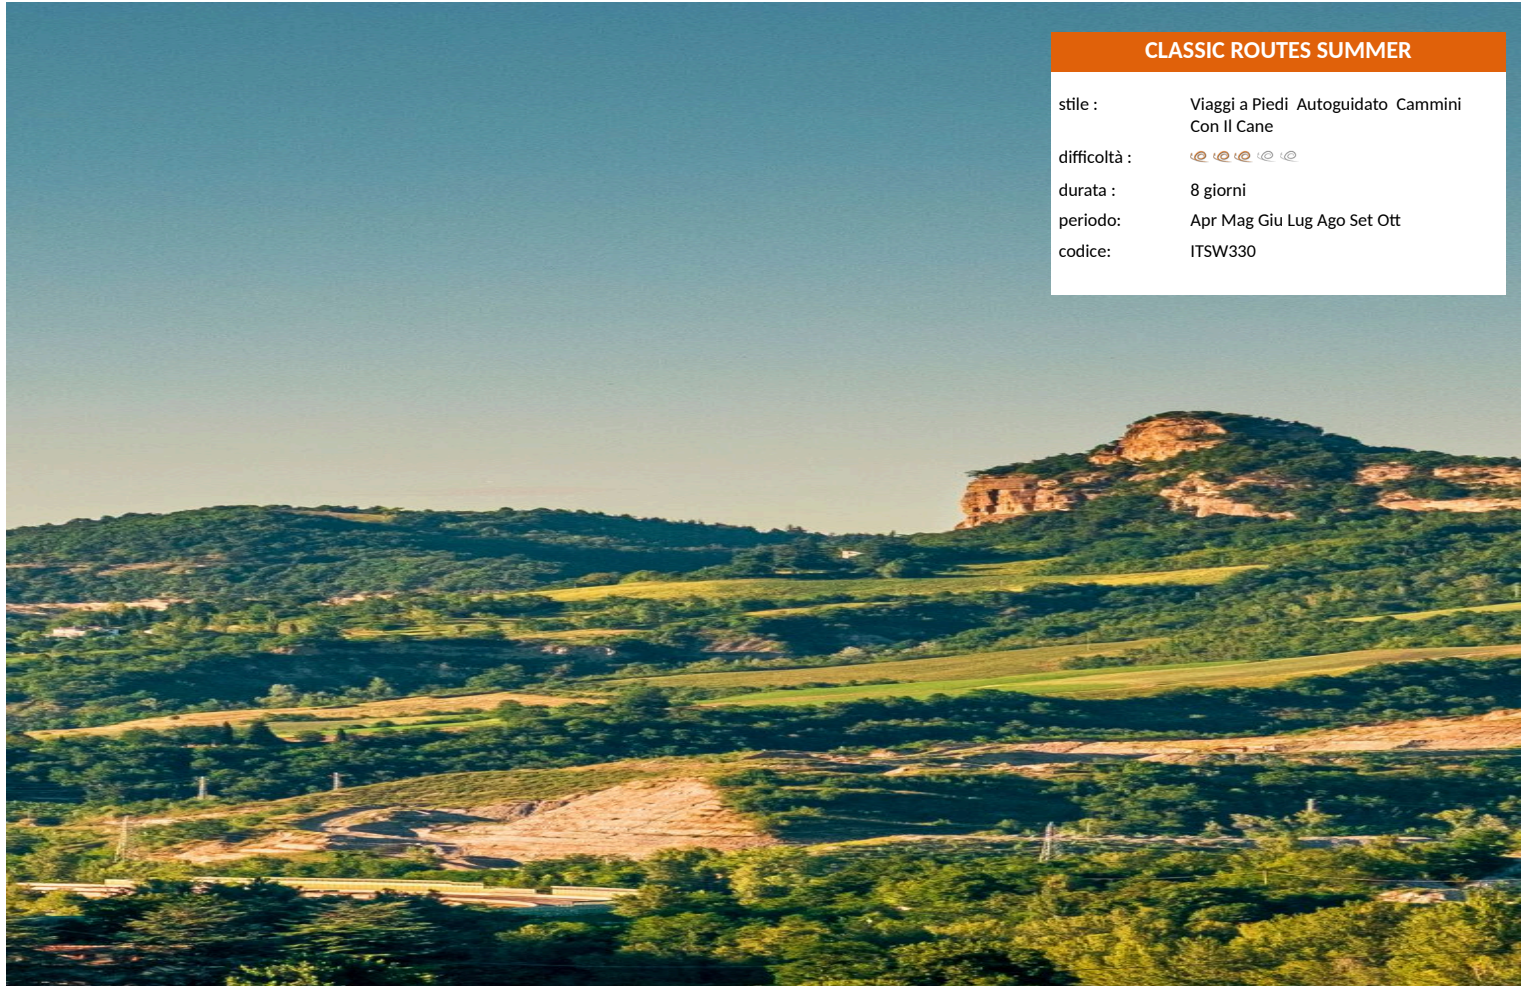 CLASSIC ROUTES SUMMER
stile : Viaggi a Piedi Autoguidato Cammini
Con Il Cane
difficoltà :
durata : 8 giorni
periodo: Apr Mag Giu Lug Ago Set Ott
codice: ITSW330